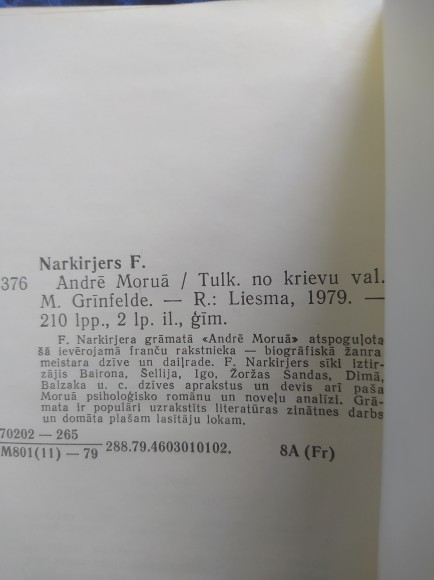 Narkirjers F.
376 Andrē Moruā / Tulk. no krievu val.
M. Grīnfelde. — R.: Liesma, 1979. —
210 lpp., 2 lp. il., ģīm.
F. Narkirjera grāmatā «Andrē Moruā» atspoguļota
šā ievērojamā franču rakstnieka — biogrāfiskā žanra
meistara dzīve un daiļrade. F. Narkirjers sīki iztir-
zājis Bairona, Šellija, Igo, Žoržas Sandas, Dimā,
Balzaka u. c. dzīves aprakstus un devis arī paša
Moruā psiholoģisko romānu un noveļu analīzi. Grā-
mata ir populāri uzrakstīts literatūras zinātnes darbs
un domāta plašam lasītāju lokam.
70202 — 265
M801(11) — 79 288.79.4603010102. 8A (Fr)